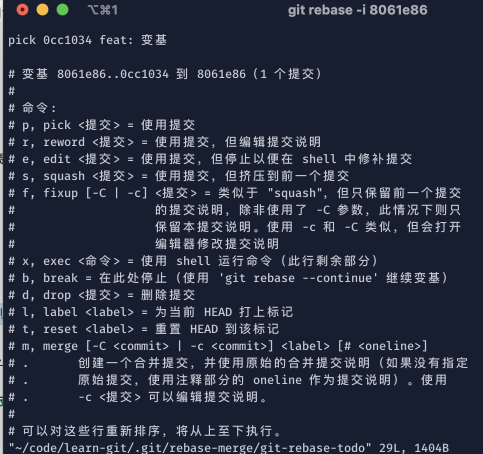 ⌥⌘1 git rebase -i 8061e86
pick 0cc1034 feat: 变基
# 变基 8061e86..0cc1034 到 8061e86（1 个提交）
#
# 命令:
# p, pick <提交> = 使用提交
# r, reword <提交> = 使用提交，但编辑提交说明
# e, edit <提交> = 使用提交，但停止以便在 shell 中修补提交
# s, squash <提交> = 使用提交，但挤压到前一个提交
# f, fixup [-C | -c] <提交> = 类似于 "squash"，但只保留前一个提交
# 的提交说明，除非使用了 -C 参数，此情况下则只
# 保留本提交说明。使用 -c 和 -C 类似，但会打开
# 编辑器修改提交说明
# x, exec <命令> = 使用 shell 运行命令（此行剩余部分）
# b, break = 在此处停止（使用 'git rebase --continue' 继续变基）
# d, drop <提交> = 删除提交
# l, label <label> = 为当前 HEAD 打上标记
# t, reset <label> = 重置 HEAD 到该标记
# m, merge [-C <commit> | -c <commit>] <label> [# <oneline>]
# . 创建一个合并提交，并使用原始的合并提交说明（如果没有指定
# . 原始提交，使用注释部分的 oneline 作为提交说明）。使用
# . -c <提交> 可以编辑提交说明。
#
# 可以对这些行重新排序，将从上至下执行。
"~/code/learn-git/.git/rebase-merge/git-rebase-todo" 29L, 1404B